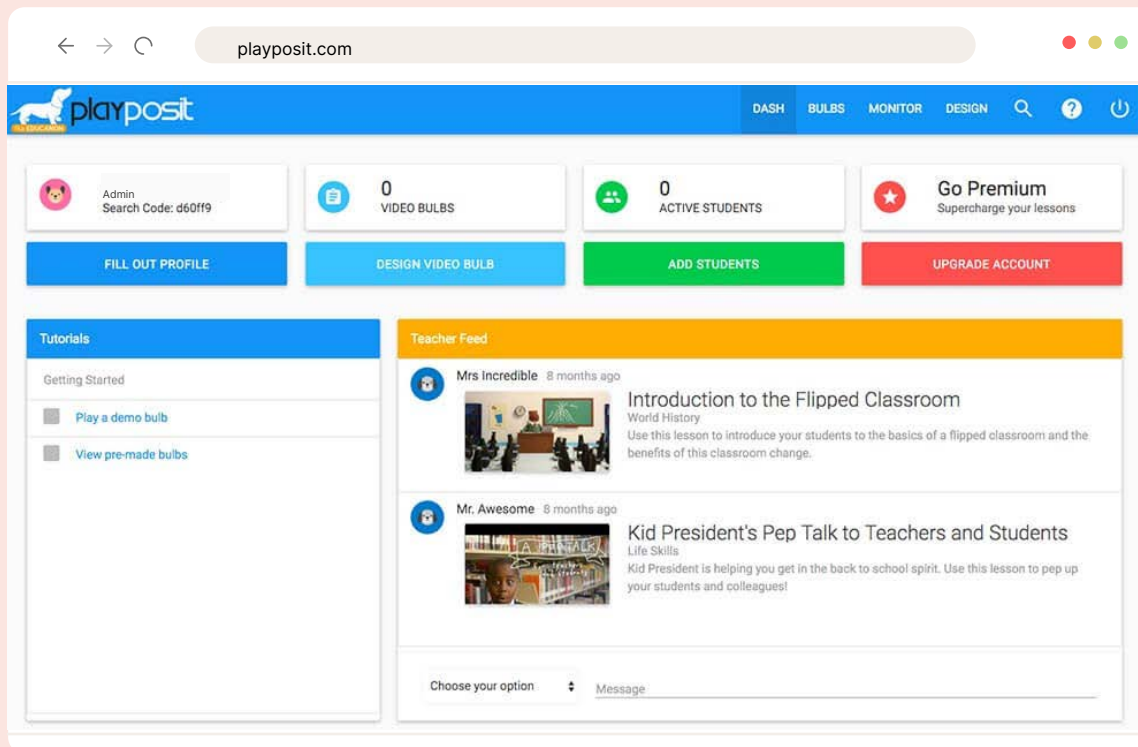 playposit.com
playposit
DASH BULBS MONITOR DESIGN
Admin
Search Code: d60ff9
0
VIDEO BULBS
0
ACTIVE STUDENTS
Go Premium
Supercharge your lessons
FILL OUT PROFILE
DESIGN VIDEO BULB
ADD STUDENTS
UPGRADE ACCOUNT
Tutorials
Getting Started
Play a demo bulb
View pre-made bulbs
Teacher Feed
Mrs Incredible 8 months ago
Introduction to the Flipped Classroom
World History
Use this lesson to introduce your students to the basics of a flipped classroom and the
benefits of this classroom change.
Mr. Awesome 8 months ago
A PEP TALK
Kid President's Pep Talk to Teachers and Students
Life Skills
Kid President is helping you get in the back to school spirit. Use this lesson to pep up
your students and colleagues!
Choose your option
Message